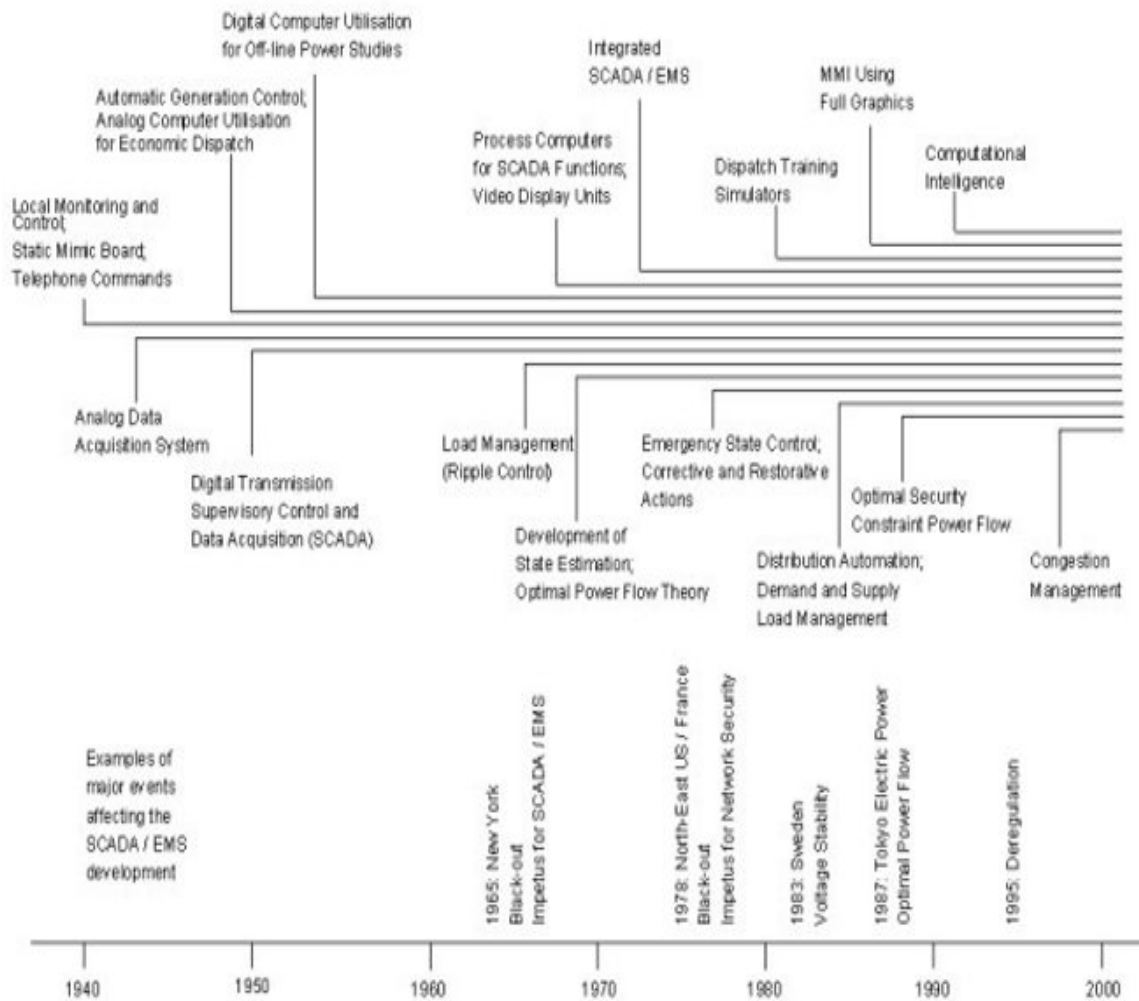 Digital Computer Utilisation
for Off-line Power Studies
Automatic Generation Control;
Analog Computer Utilisation
for Economic Dispatch
Local Monitoring and
Control;
Static Mimic Board;
Telephone Commands
Integrated
SCADA / EMS
Process Computers
for SCADA Functions;
Video Display Units
MMI Using
Full Graphics
Dispatch Training
Simulators
Computational
Intelligence
Analog Data
Acquisition System
Digital Transmission
Supervisory Control and
Data Acquisition (SCADA)
Load Management
(Ripple Control)
Development of
State Estimation;
Optimal Power Flow Theory
Emergency State Control;
Corrective and Restorative
Actions
Distribution Automation;
Demand and Supply
Load Management
Optimal Security
Constraint Power Flow
Congestion
Management
Examples of
major events
affecting the
SCADA / EMS
development
1965: New York
Black-out
Impetus for SCADA / EMS
1978: North-East US / France
Black-out
Impetus for Network Security
1983: Sweden
Voltage Stability
1987: Tokyo Electric Power
Optimal Power Flow
1995: Deregulation
1940
1950
1960
1970
1980
1990
2000